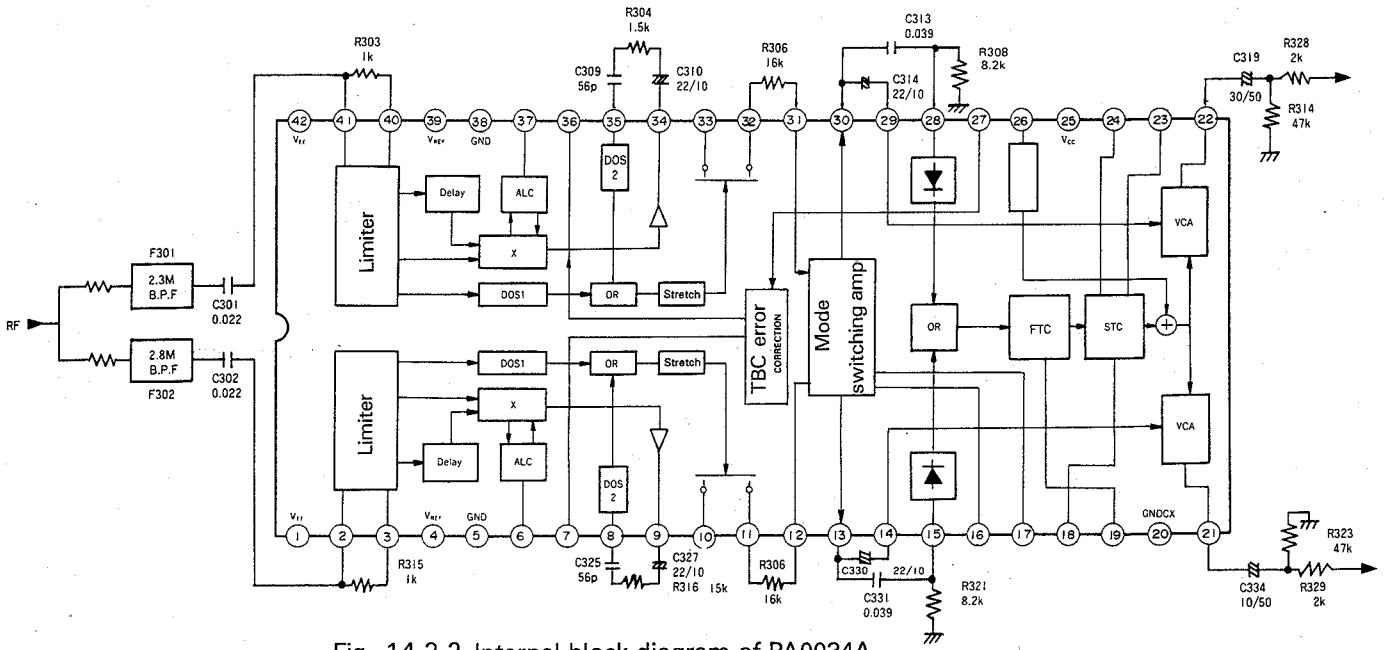 R304
1.5k
C313
0.039
R303
1k
C309
56p
C310
22/10
R306
16k
C314
22/10
R308
8.2k
C319
30/50
R328
2k
R314
47k
42
41
40
39
38
37
36
35
34
33
32
31
30
29
28
27
26
25
24
23
22
VEE
VREF
GND
VCC
Limiter
Delay
ALC
X
DOS
2
DOS1
OR
Stretch
TBC error
CORRECTION
Mode
switching amp
OR
FTC
STC
+
VCA
RF
F301
2.3M
B.P.F
C301
0.022
2.8M
B.P.F
F302
C302
0.022
Limiter
DOS1
OR
Stretch
X
Delay
ALC
DOS
2
VCA
VEE
VREF
GND
GNDCX
1
2
3
4
5
6
7
8
9
10
11
12
13
14
15
16
17
18
19
20
21
R315
1k
C325
56p
C327
22/10
R316
15k
R306
16k
C330
22/10
C331
0.039
R321
8.2k
C334
10/50
R323
47k
R329
2k
Fig. 14-2-2 Internal block diagram of PA0034A